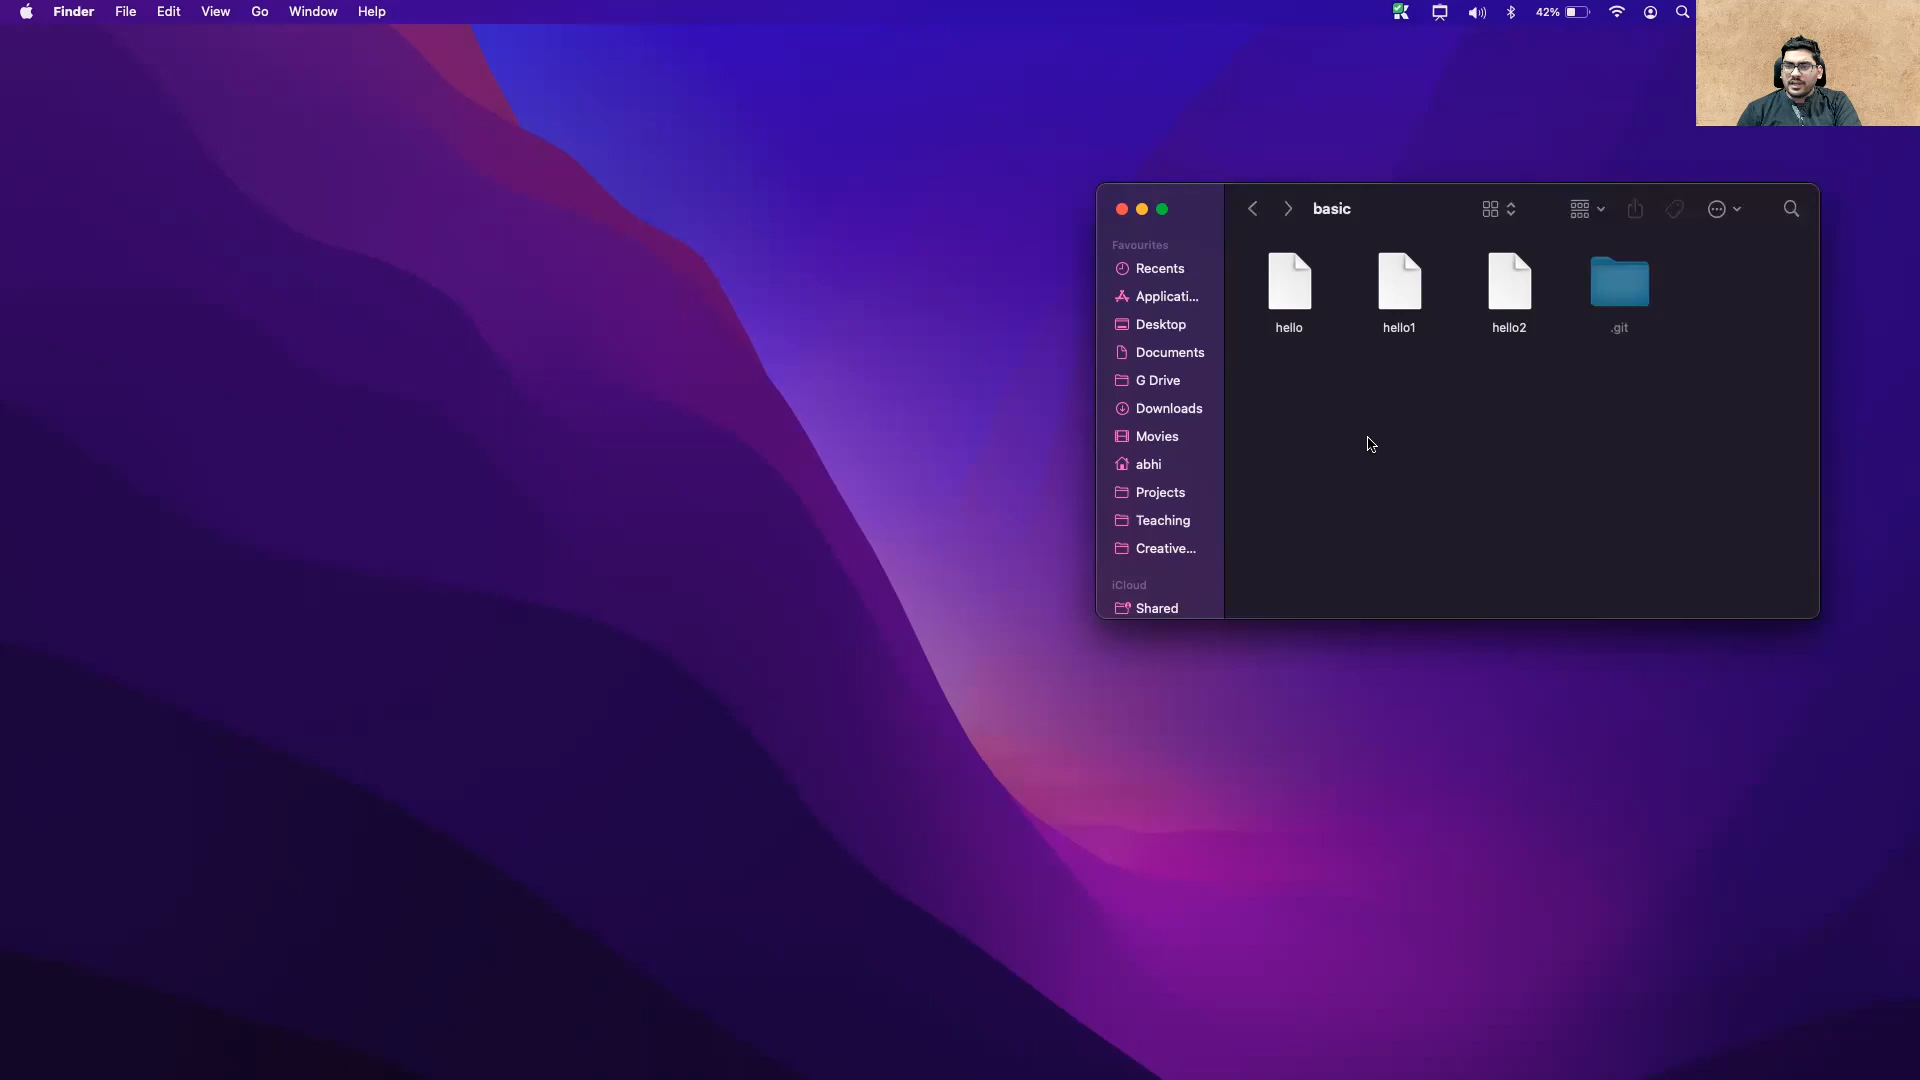 Finder File Edit View Go Window Help 42%
basic
Favourites
Recents
Applicati...
Desktop
Documents
G Drive
Downloads
Movies
abhi
Projects
Teaching
Creative...
iCloud
Shared
hello hello1 hello2 .git